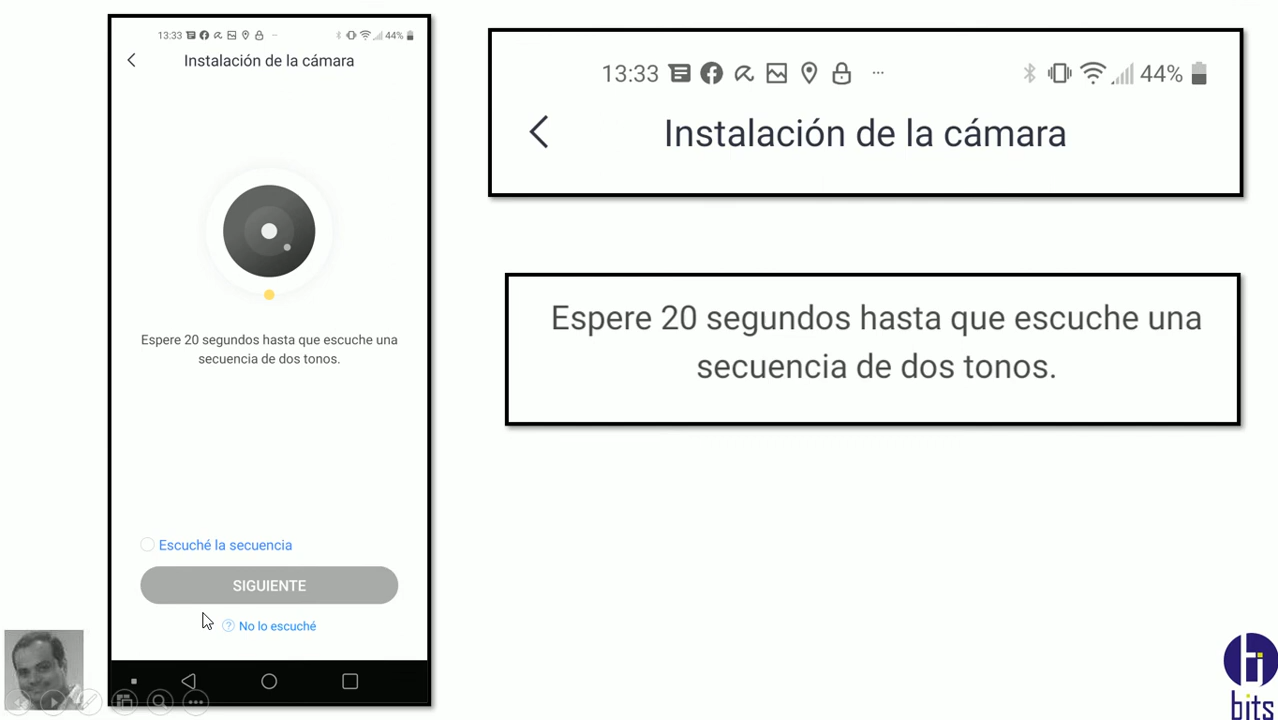 13:33 44%
Instalación de la cámara
Espere 20 segundos hasta que escuche una
secuencia de dos tonos.
Escuché la secuencia
SIGUIENTE
? No lo escuché
13:33 ... 44%
Instalación de la cámara
Espere 20 segundos hasta que escuche una
secuencia de dos tonos.
hi
bits